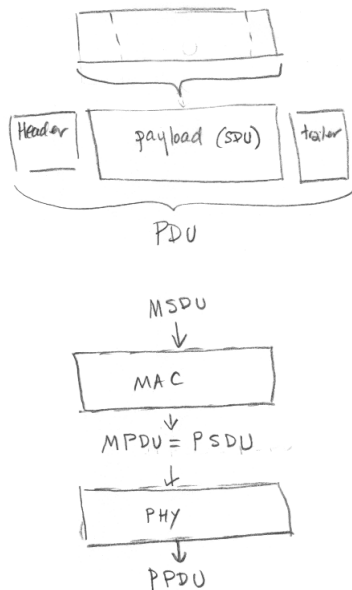 Header payload (SDU) trailer
PDU
MSDU
MAC
MPDU = PSDU
PHY
PPDU